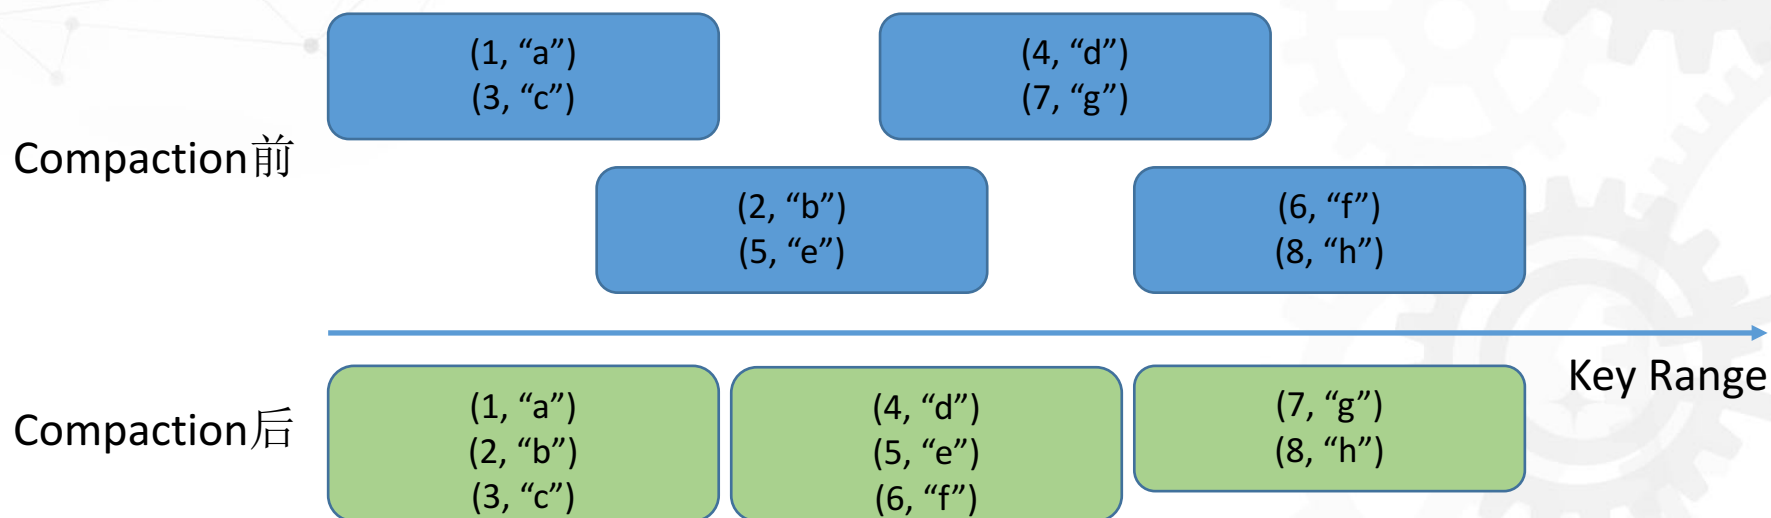 (1, “a”)
(3, “c”)
(4, “d”)
(7, “g”)
Compaction前
(2, “b”)
(5, “e”)
(6, “f”)
(8, “h”)
Key Range
Compaction后
(1, “a”)
(2, “b”)
(3, “c”)
(4, “d”)
(5, “e”)
(6, “f”)
(7, “g”)
(8, “h”)